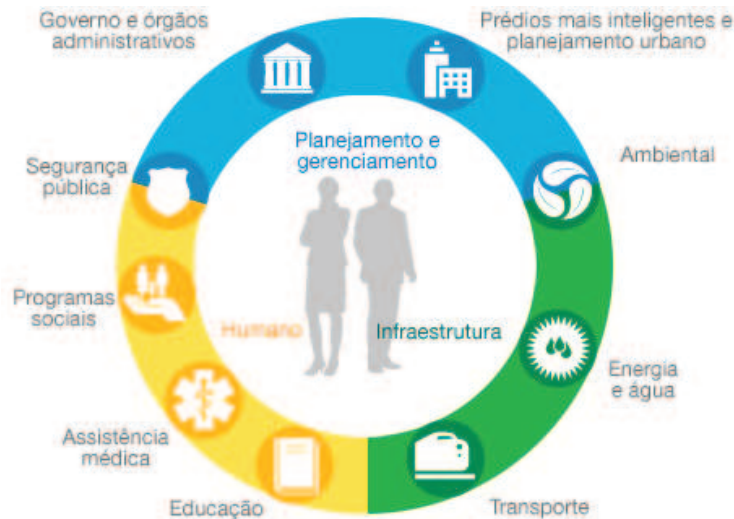 Governo e órgãos
administrativos
Prédios mais inteligentes e
planejamento urbano
Planejamento e
gerenciamento
Segurança
pública
Ambiental
Programas
sociais
Humano
Infraestrutura
Energia
e água
Assistência
médica
Educação
Transporte